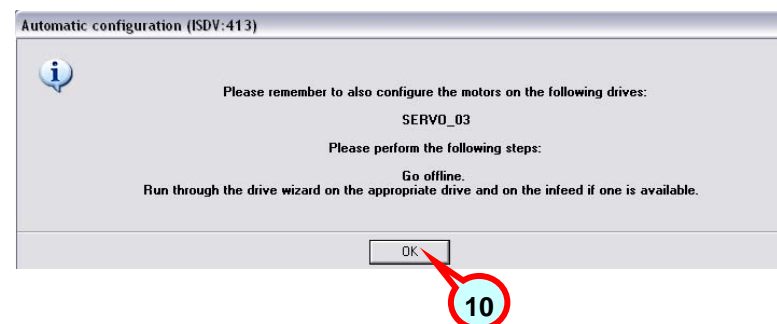 Automatic configuration (ISDV:413)
Please remember to also configure the motors on the following drives:
SERVO_03
Please perform the following steps:
Go offline.
Run through the drive wizard on the appropriate drive and on the infeed if one is available.
OK
10